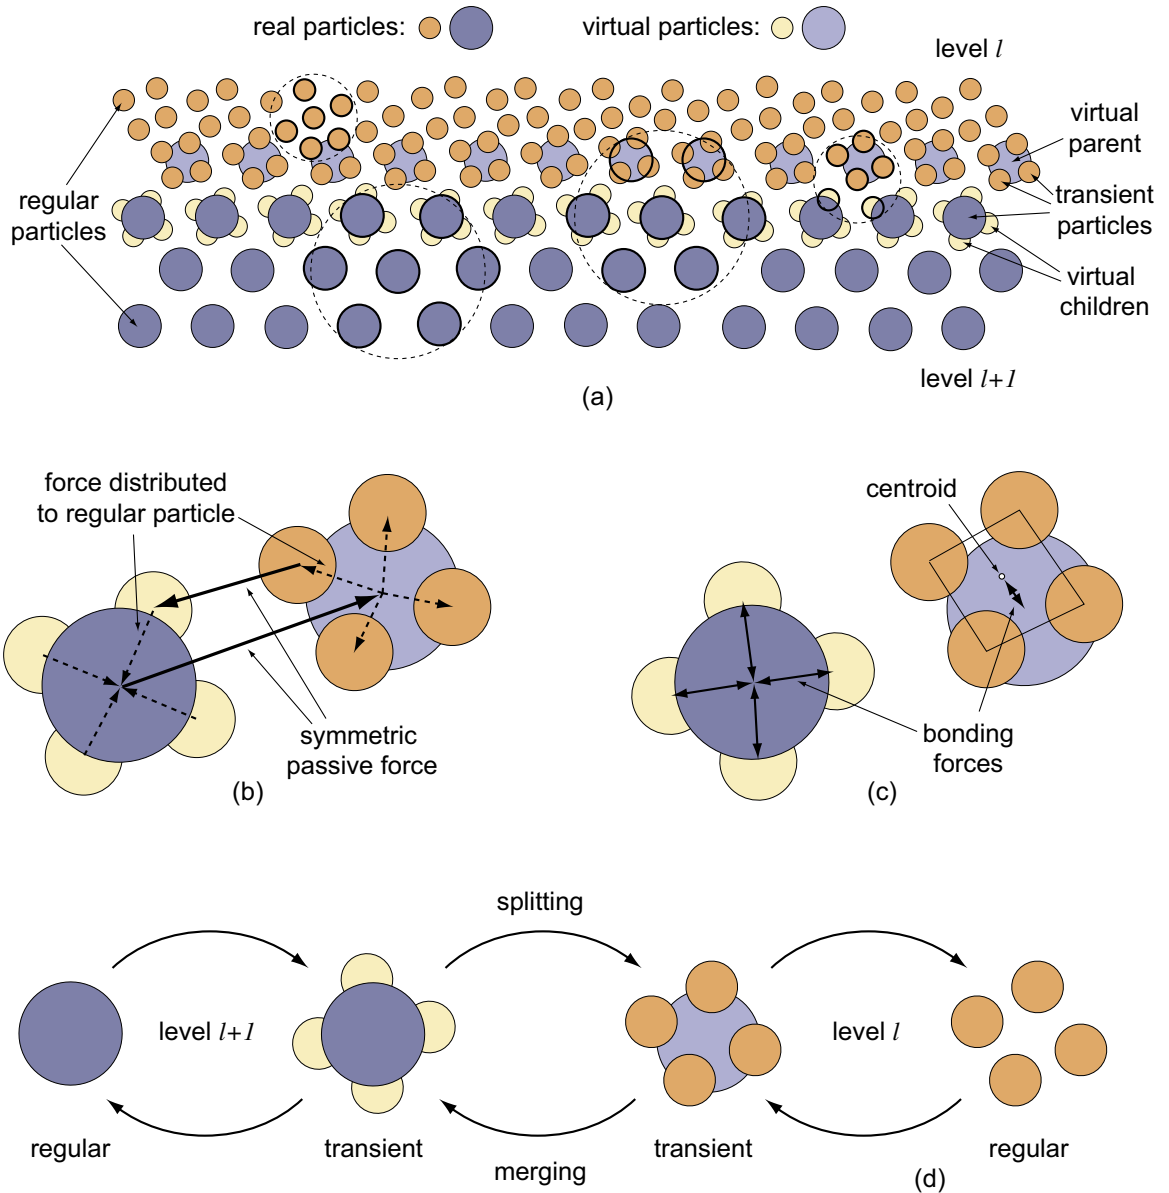 real particles:
virtual particles:
level l
virtual
parent
regular
particles
transient
particles
virtual
children
level l+1
(a)
force distributed
to regular particle
symmetric
passive force
(b)
centroid
bonding
forces
(c)
splitting
level l+1
level l
regular
transient
merging
transient
regular
(d)